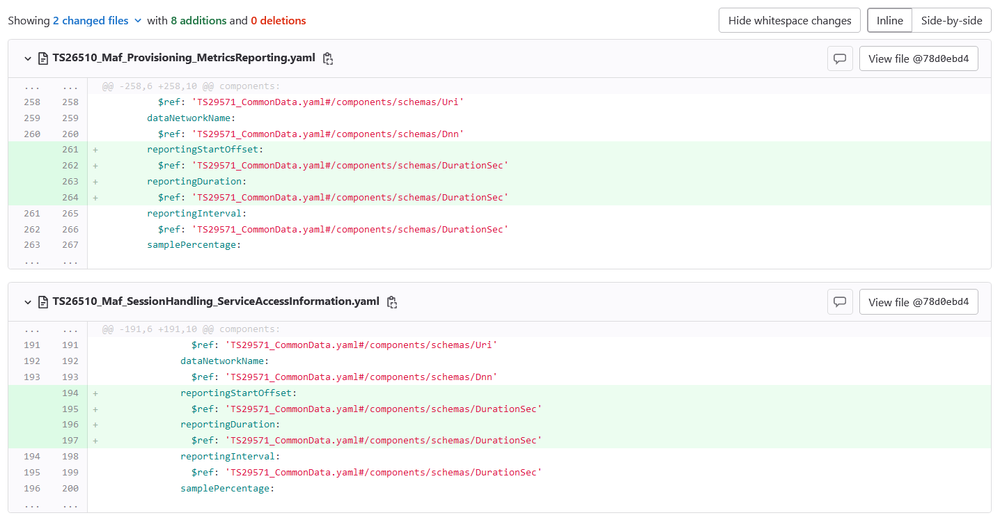 Showing 2 changed files with 8 additions and 0 deletions
Hide whitespace changes Inline Side-by-side
TS26510_Maf_Provisioning_MetricsReporting.yaml View file @78d0ebd4
... ... @@ -258,6 +258,10 @@ components:
258 258 $ref: 'TS29571_CommonData.yaml#/components/schemas/Uri'
259 259 dataNetworkName:
260 260 $ref: 'TS29571_CommonData.yaml#/components/schemas/Dnn'
261 + reportingStartOffset:
262 + $ref: 'TS29571_CommonData.yaml#/components/schemas/DurationSec'
263 + reportingDuration:
264 + $ref: 'TS29571_CommonData.yaml#/components/schemas/DurationSec'
261 265 reportingInterval:
262 266 $ref: 'TS29571_CommonData.yaml#/components/schemas/DurationSec'
263 267 samplePercentage:
... ...
TS26510_Maf_SessionHandling_ServiceAccessInformation.yaml View file @78d0ebd4
... ... @@ -191,6 +191,10 @@ components:
191 191 $ref: 'TS29571_CommonData.yaml#/components/schemas/Uri'
192 192 dataNetworkName:
193 193 $ref: 'TS29571_CommonData.yaml#/components/schemas/Dnn'
194 + reportingStartOffset:
195 + $ref: 'TS29571_CommonData.yaml#/components/schemas/DurationSec'
196 + reportingDuration:
197 + $ref: 'TS29571_CommonData.yaml#/components/schemas/DurationSec'
194 198 reportingInterval:
195 199 $ref: 'TS29571_CommonData.yaml#/components/schemas/DurationSec'
196 200 samplePercentage:
... ...